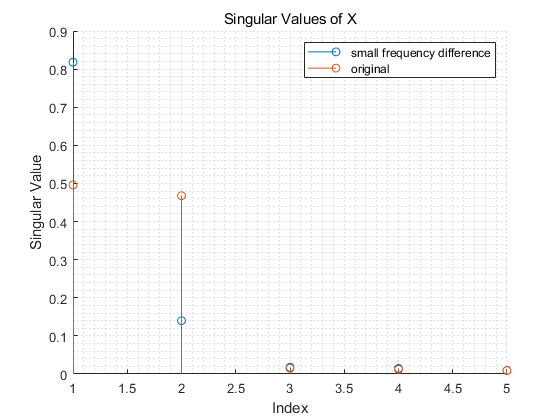 Singular Values of X
small frequency difference
original
Singular Value
0.9
0.8
0.7
0.6
0.5
0.4
0.3
0.2
0.1
0
1 1.5 2 2.5 3 3.5 4 4.5 5
Index